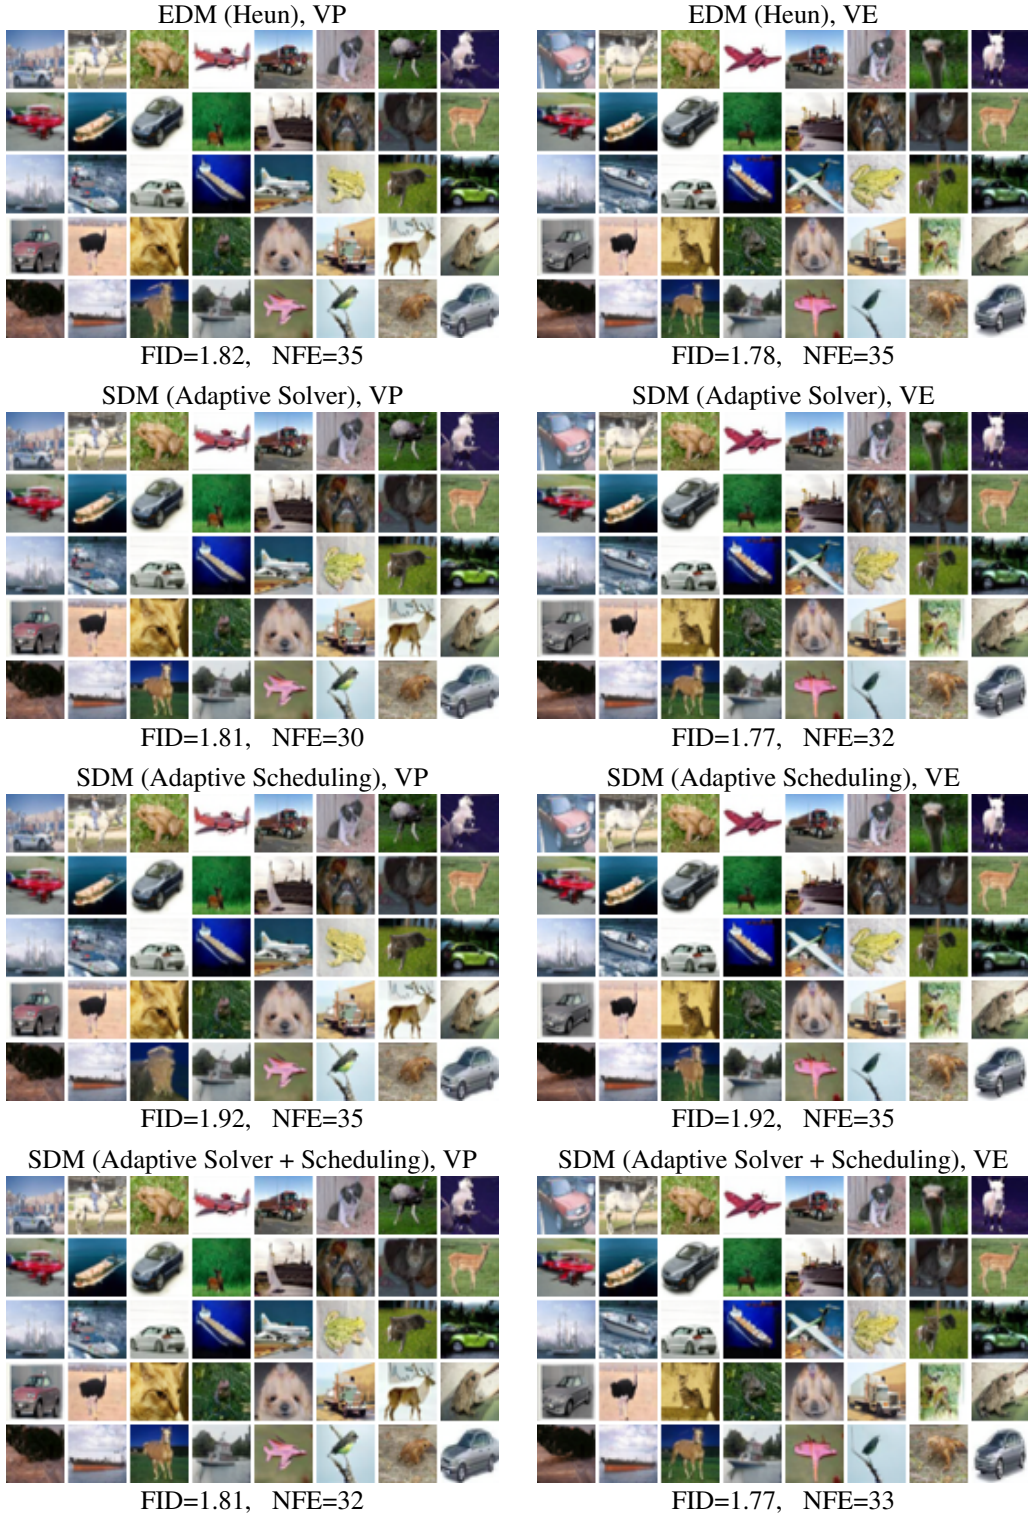 EDM (Heun), VP
EDM (Heun), VE
FID=1.82, NFE=35
FID=1.78, NFE=35
SDM (Adaptive Solver), VP
SDM (Adaptive Solver), VE
FID=1.81, NFE=30
FID=1.77, NFE=32
SDM (Adaptive Scheduling), VP
SDM (Adaptive Scheduling), VE
FID=1.92, NFE=35
FID=1.92, NFE=35
SDM (Adaptive Solver + Scheduling), VP
SDM (Adaptive Solver + Scheduling), VE
FID=1.81, NFE=32
FID=1.77, NFE=33